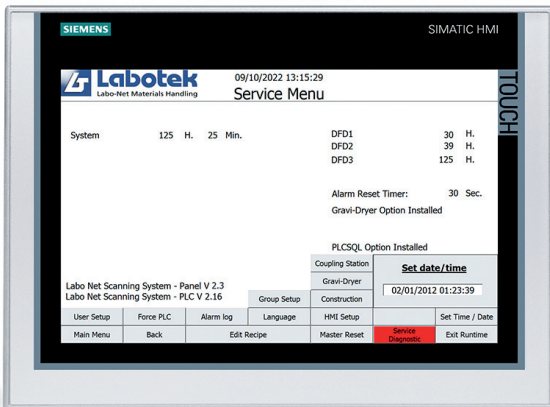 SIEMENS
SIMATIC HMI
TOUCH
Labotek
Labo-Net Materials Handling
09/10/2022 13:15:29
Service Menu
System 125 H. 25 Min.
DFD1 30 H.
DFD2 39 H.
DFD3 125 H.
Alarm Reset Timer: 30 Sec.
Gravi-Dryer Option Installed
PLCSQL Option Installed
Coupling Station
Set date/time
Labo Net Scanning System - Panel V 2.3
Gravi-Dryer
02/01/2012 01:23:39
Labo Net Scanning System - PLC V 2.16
Group Setup
Construction
User Setup
Force PLC
Alarm log
Language
HMI Setup
Set Time / Date
Main Menu
Back
Edit Recipe
Master Reset
Service
Diagnostic
Exit Runtime